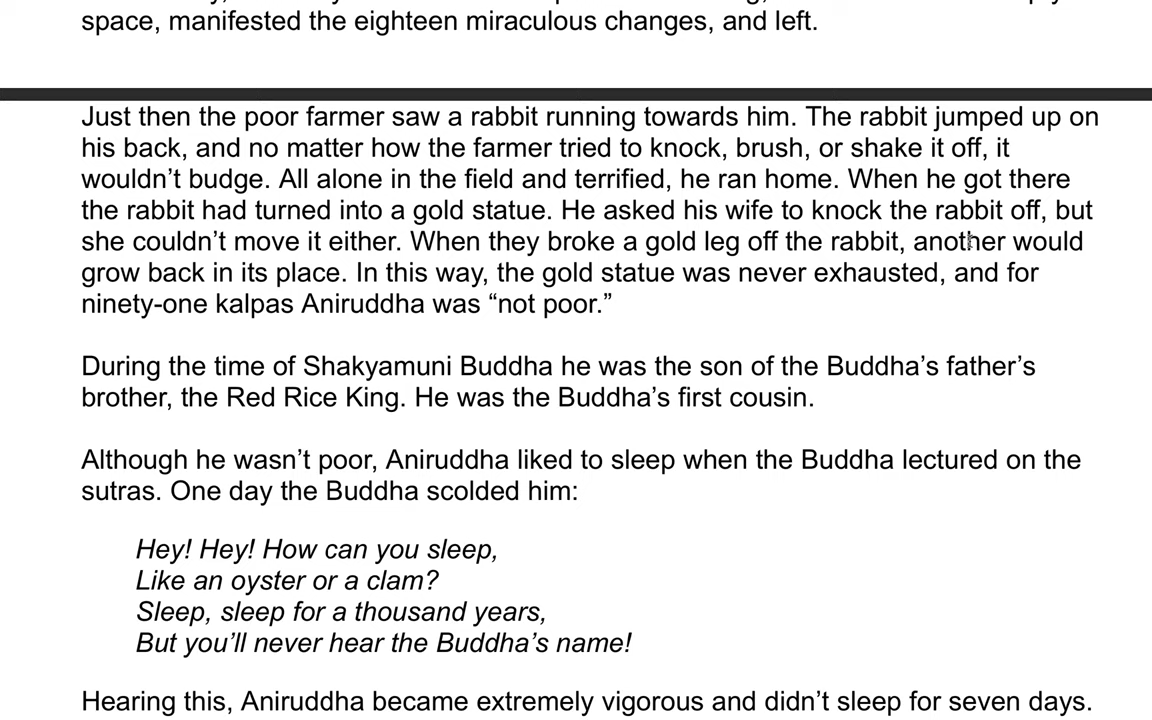 space, manifested the eighteen miraculous changes, and left.
Just then the poor farmer saw a rabbit running towards him. The rabbit jumped up on
his back, and no matter how the farmer tried to knock, brush, or shake it off, it
wouldn’t budge. All alone in the field and terrified, he ran home. When he got there
the rabbit had turned into a gold statue. He asked his wife to knock the rabbit off, but
she couldn’t move it either. When they broke a gold leg off the rabbit, another would
grow back in its place. In this way, the gold statue was never exhausted, and for
ninety-one kalpas Aniruddha was “not poor.”
During the time of Shakyamuni Buddha he was the son of the Buddha’s father’s
brother, the Red Rice King. He was the Buddha’s first cousin.
Although he wasn’t poor, Aniruddha liked to sleep when the Buddha lectured on the
sutras. One day the Buddha scolded him:
Hey! Hey! How can you sleep,
Like an oyster or a clam?
Sleep, sleep for a thousand years,
But you’ll never hear the Buddha’s name!
Hearing this, Aniruddha became extremely vigorous and didn’t sleep for seven days.